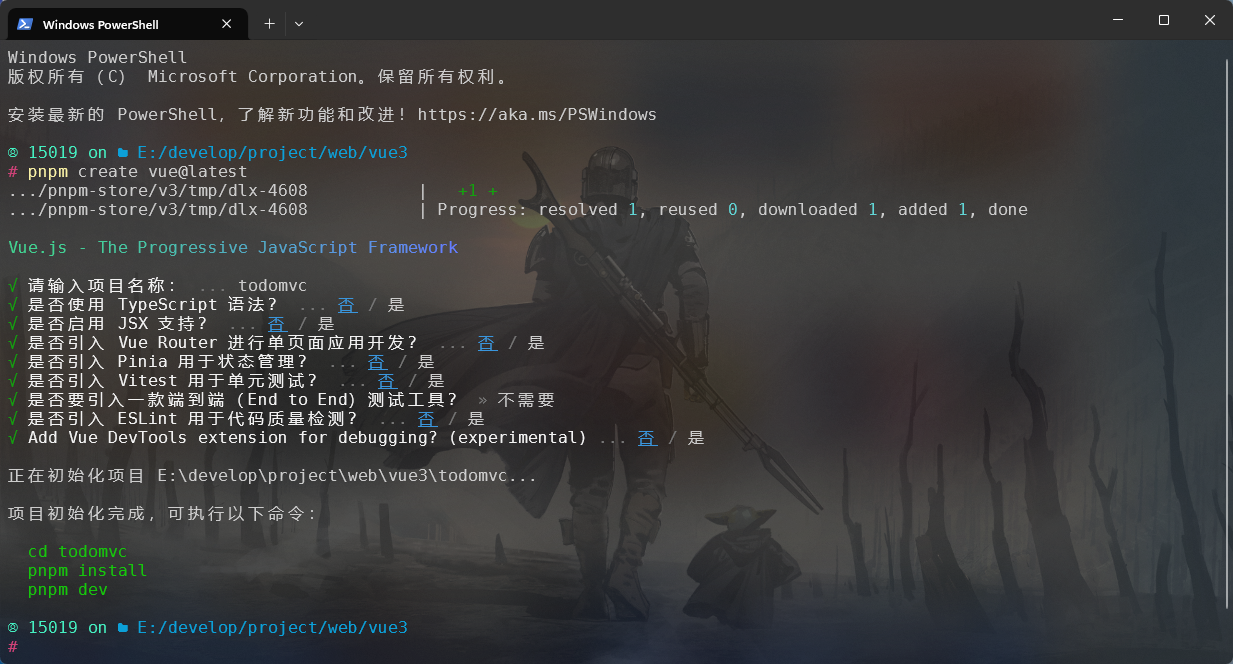 Windows PowerShell
Windows PowerShell
版权所有 (C)  Microsoft Corporation。保留所有权利。
安装最新的 PowerShell，了解新功能和改进！https://aka.ms/PSWindows
15019 on E:/develop/project/web/vue3
# pnpm create vue@latest
.../pnpm-store/v3/tmp/dlx-4608 | +1 +
.../pnpm-store/v3/tmp/dlx-4608 | Progress: resolved 1, reused 0, downloaded 1, added 1, done
Vue.js - The Progressive JavaScript Framework
√ 请输入项目名称： ... todomvc
√ 是否使用 TypeScript 语法？ ... 否 / 是
√ 是否启用 JSX 支持？ ... 否 / 是
√ 是否引入 Vue Router 进行单页面应用开发？ ... 否 / 是
√ 是否引入 Pinia 用于状态管理？ ... 否 / 是
√ 是否引入 Vitest 用于单元测试？ ... 否 / 是
√ 是否要引入一款端到端（End to End）测试工具？ » 不需要
√ 是否引入 ESLint 用于代码质量检测？ ... 否 / 是
√ Add Vue DevTools extension for debugging? (experimental) ... 否 / 是
正在初始化项目 E:\develop\project\web\vue3\todomvc...
项目初始化完成，可执行以下命令：
cd todomvc
pnpm install
pnpm dev
15019 on E:/develop/project/web/vue3
#